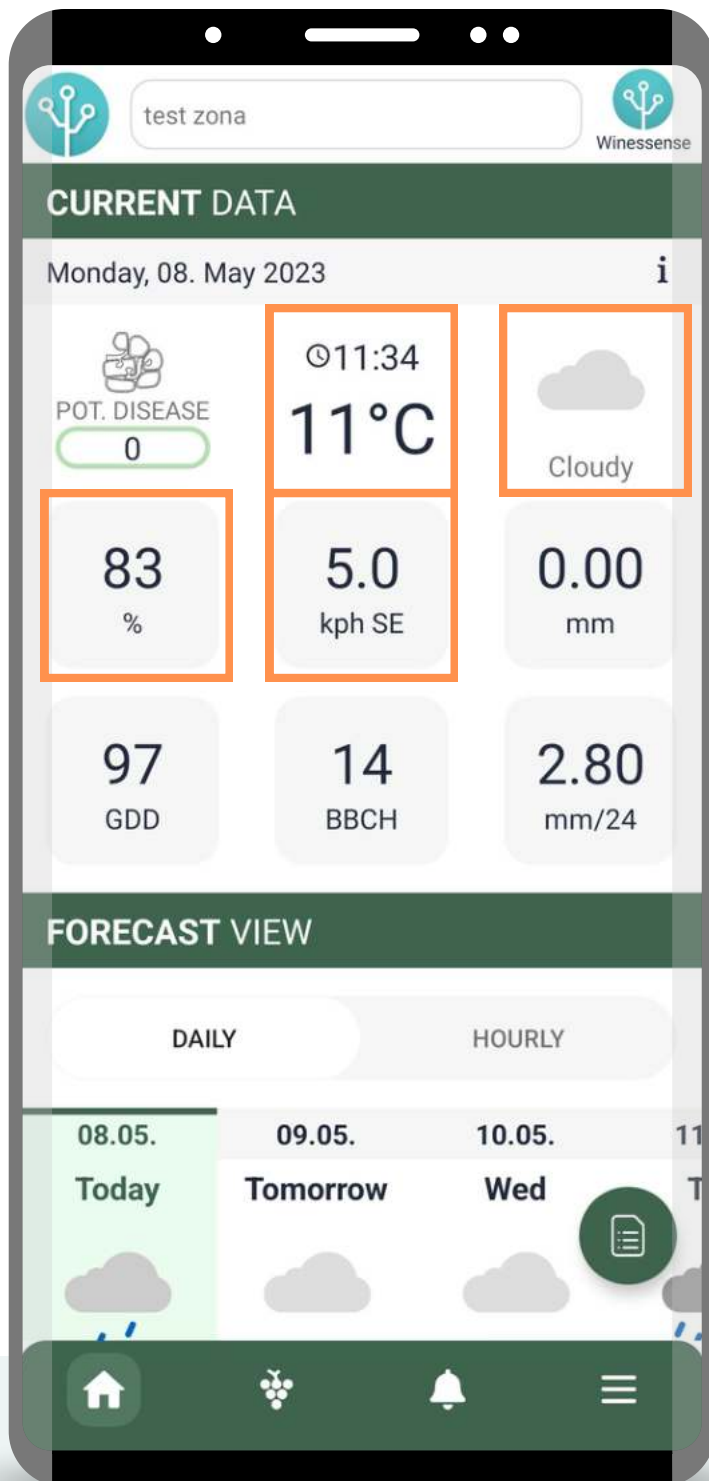 test zona
Winessense
CURRENT DATA
Monday, 08. May 2023
i
11:34
POT. DISEASE
0
11°C
Cloudy
83
%
5.0
kph SE
0.00
mm
97
GDD
14
BBCH
2.80
mm/24
FORECAST VIEW
DAILY
HOURLY
08.05.
09.05.
10.05.
11
Today
Tomorrow
Wed
T